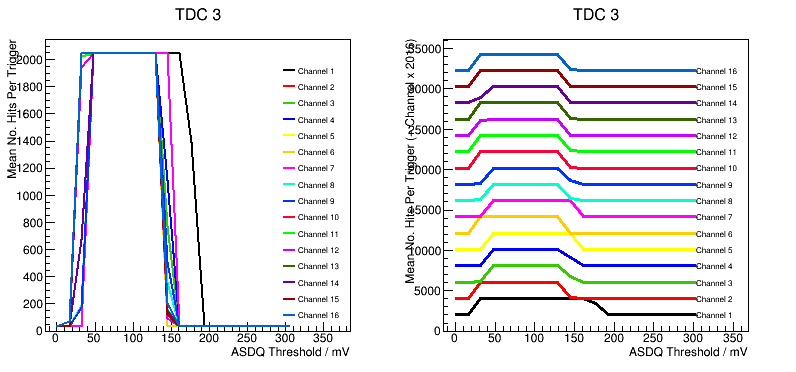 TDC 3
Mean No. Hits Per Trigger
2000
1800
1600
1400
1200
1000
800
600
400
200
0
0 50 100 150 200 250 300 350
ASDQ Threshold / mV
Channel 1
Channel 2
Channel 3
Channel 4
Channel 5
Channel 6
Channel 7
Channel 8
Channel 9
Channel 10
Channel 11
Channel 12
Channel 13
Channel 14
Channel 15
Channel 16
TDC 3
Mean No. Hits Per Trigger (+ Channel x
35000
30000
25000
20000
15000
10000
5000
0
0 50 100 150 200 250 300 350
ASDQ Threshold / mV
Channel 16
Channel 15
Channel 14
Channel 13
Channel 12
Channel 11
Channel 10
Channel 9
Channel 8
Channel 7
Channel 6
Channel 5
Channel 4
Channel 3
Channel 2
Channel 1